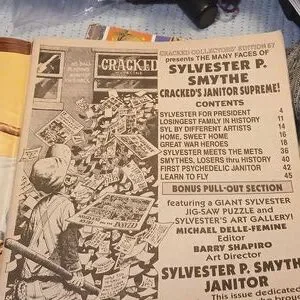 CRACKED COLLECTORS' EDITION 67
presents THE MANY FACES OF
SYLVESTER P.
SMYTHE
CRACKED'S JANITOR SUPREME!
CONTENTS
SYLVESTER FOR PRESIDENT 4
LOSINGEST FAMILY IN HISTORY 11
SYL BY DIFFERENT ARTISTS 14
HOME, SWEET HOME 16
GREAT WAR HEROES 18
SYLVESTER MEETS THE METS 36
SMYTHES, LOSERS thru HISTORY 40
FIRST PSYCHEDELIC JANITOR 42
LEARN TO FLY 45
BONUS PULL-OUT SECTION
featuring a GIANT SYLVESTER
JIG-SAW PUZZLE and
SYLVESTER'S ART GALLERY!
MICHAEL DELLE-FEMINE
Editor
BARRY SHAPIRO
Art Director
SYLVESTER P. SMYTH
JANITOR
This issue dedicated
CRACKED